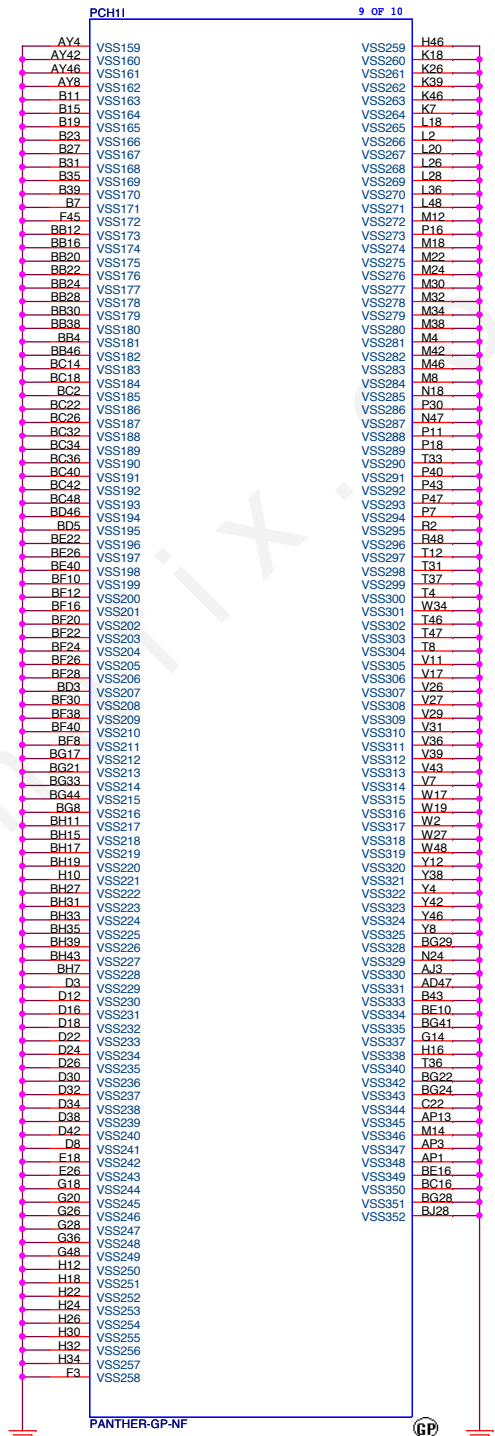 PCH1I
9 OF 10
AY4 VSS159
AY42 VSS160
AY46 VSS161
AY8 VSS162
B11 VSS163
B15 VSS164
B19 VSS165
B23 VSS166
B27 VSS167
B31 VSS168
B35 VSS169
B39 VSS170
B7 VSS171
F45 VSS172
BB12 VSS173
BB16 VSS174
BB20 VSS175
BB22 VSS176
BB24 VSS177
BB28 VSS178
BB30 VSS179
BB38 VSS180
BB4 VSS181
BB46 VSS182
BC14 VSS183
BC18 VSS184
BC2 VSS185
BC22 VSS186
BC26 VSS187
BC32 VSS188
BC34 VSS189
BC36 VSS190
BC40 VSS191
BC42 VSS192
BC48 VSS193
BD46 VSS194
BD5 VSS195
BE22 VSS196
BE26 VSS197
BE40 VSS198
BF10 VSS199
BF12 VSS200
BF16 VSS201
BF20 VSS202
BF22 VSS203
BF24 VSS204
BF26 VSS205
BF28 VSS206
BD3 VSS207
BF30 VSS208
BF38 VSS209
BF40 VSS210
BF8 VSS211
BG17 VSS212
BG21 VSS213
BG33 VSS214
BG44 VSS215
BG8 VSS216
BH11 VSS217
BH15 VSS218
BH17 VSS219
BH19 VSS220
H10 VSS221
BH27 VSS222
BH31 VSS223
BH33 VSS224
BH35 VSS225
BH39 VSS226
BH43 VSS227
BH7 VSS228
D3 VSS229
D12 VSS230
D16 VSS231
D18 VSS232
D22 VSS233
D24 VSS234
D26 VSS235
D30 VSS236
D32 VSS237
D34 VSS238
D38 VSS239
D42 VSS240
D8 VSS241
E18 VSS242
E26 VSS243
G18 VSS244
G20 VSS245
G26 VSS246
G28 VSS247
G36 VSS248
G48 VSS249
H12 VSS250
H18 VSS251
H22 VSS252
H24 VSS253
H26 VSS254
H30 VSS255
H32 VSS256
H34 VSS257
F3 VSS258
VSS259 H46
VSS260 K18
VSS261 K26
VSS262 K39
VSS263 K46
VSS264 K7
VSS265 L18
VSS266 L2
VSS267 L20
VSS268 L26
VSS269 L28
VSS270 L36
VSS271 L48
VSS272 M12
VSS273 P16
VSS274 M18
VSS275 M22
VSS276 M24
VSS277 M30
VSS278 M32
VSS279 M34
VSS280 M38
VSS281 M4
VSS282 M42
VSS283 M46
VSS284 M8
VSS285 N18
VSS286 P30
VSS287 N47
VSS288 P11
VSS289 P18
VSS290 T33
VSS291 P40
VSS292 P43
VSS293 P47
VSS294 P7
VSS295 R2
VSS296 R48
VSS297 T12
VSS298 T31
VSS299 T37
VSS300 T4
VSS301 W34
VSS302 T46
VSS303 T47
VSS304 T8
VSS305 V11
VSS306 V17
VSS307 V26
VSS308 V27
VSS309 V29
VSS310 V31
VSS311 V36
VSS312 V39
VSS313 V43
VSS314 V7
VSS315 W17
VSS316 W19
VSS317 W2
VSS318 W27
VSS319 W48
VSS320 Y12
VSS321 Y38
VSS322 Y4
VSS323 Y42
VSS324 Y46
VSS325 Y8
VSS328 BG29
VSS329 N24
VSS330 AJ3
VSS331 AD47
VSS333 B43
VSS334 BE10
VSS335 BG41
VSS337 G14
VSS338 H16
VSS340 T36
VSS342 BG22
VSS343 BG24
VSS344 C22
VSS345 AP13
VSS346 M14
VSS347 AP3
VSS348 AP1
VSS349 BE16
VSS350 BC16
VSS351 BG28
VSS352 BJ28
PANTHER-GP-NF
GP